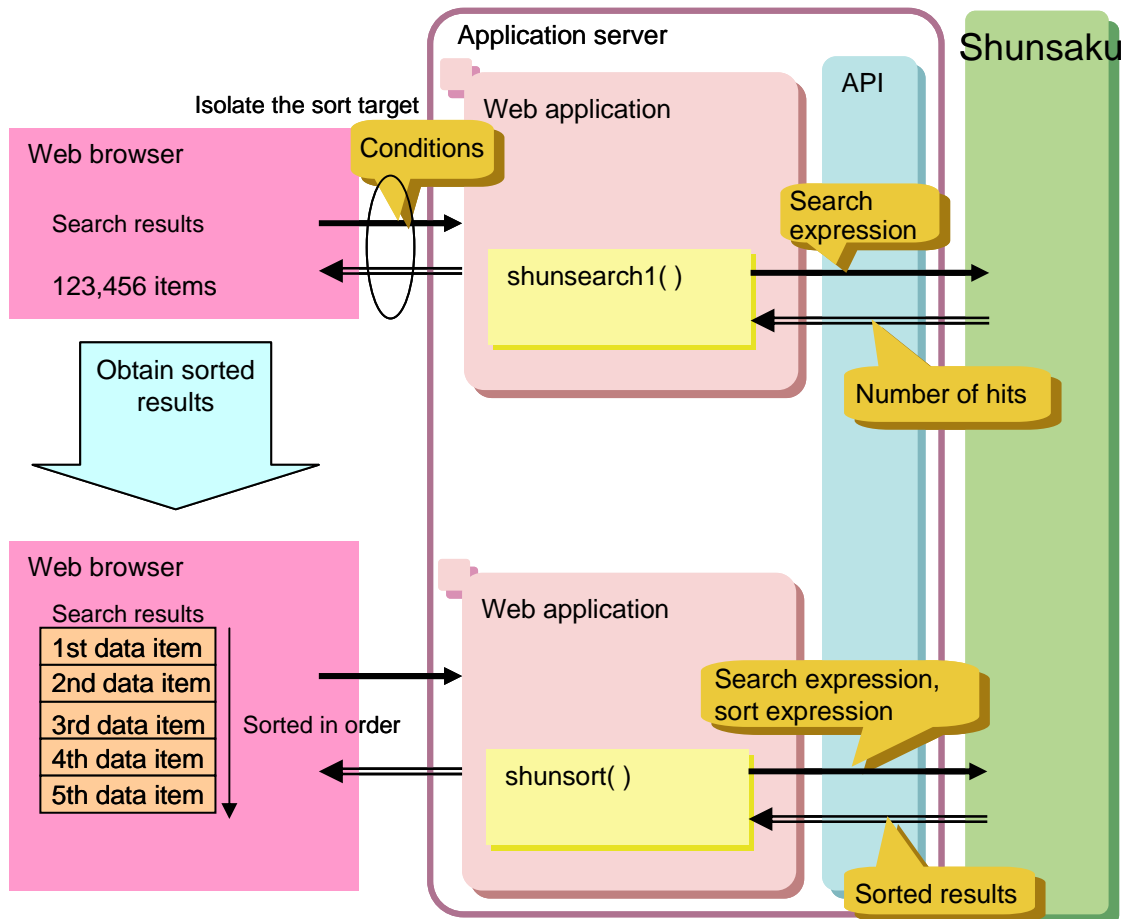 Application server
Shunsaku
API
Isolate the sort target
Web application
Web browser
Conditions
Search
expression
Search results
shunsearch1( )
123,456 items
Obtain sorted
results
Number of hits
Web browser
Web application
Search results
1st data item
2nd data item
3rd data item
4th data item
5th data item
Sorted in order
Search expression,
sort expression
shunsort( )
Sorted results